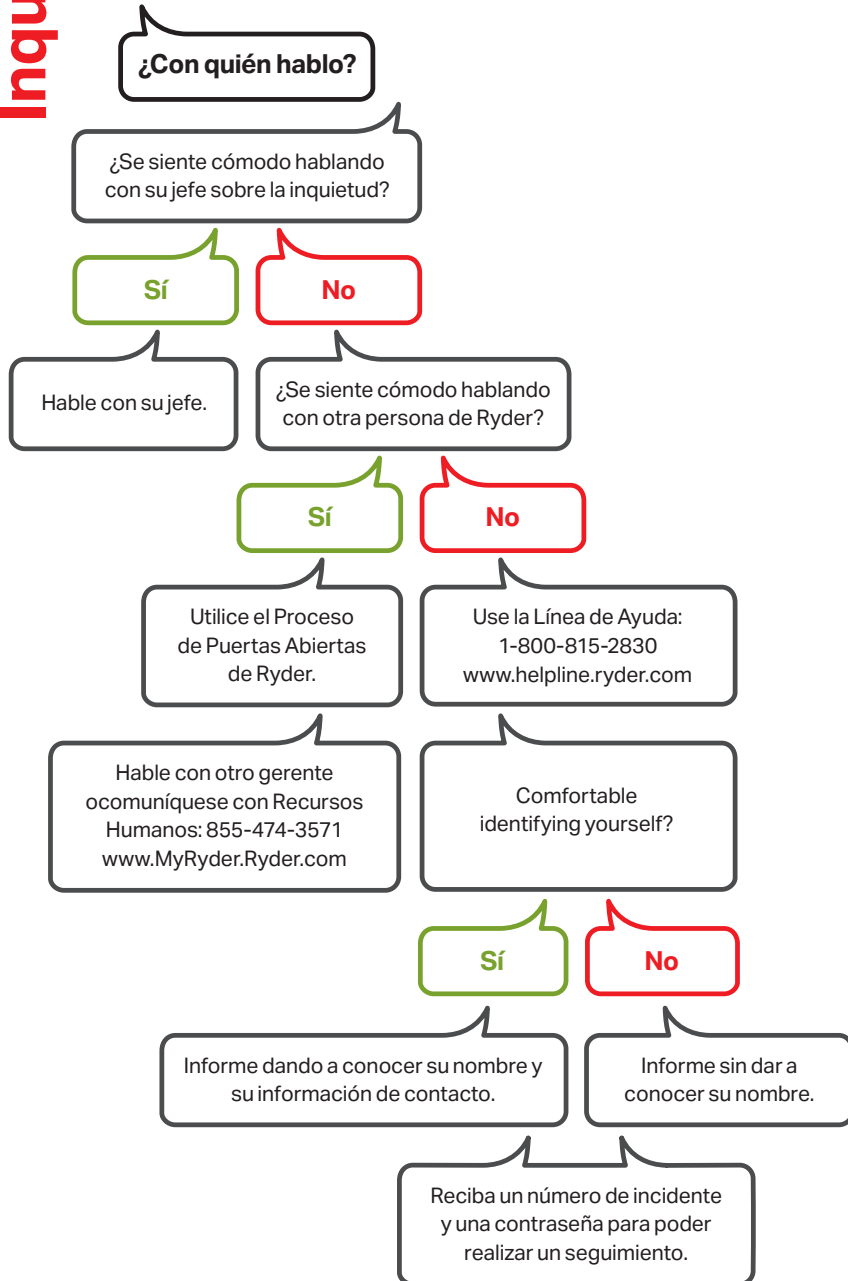 Inqu
¿Con quién hablo?
¿Se siente cómodo hablando
con su jefe sobre la inquietud?
Sí
No
Hable con su jefe.
¿Se siente cómodo hablando
con otra persona de Ryder?
Sí
No
Utilice el Proceso
de Puertas Abiertas
de Ryder.
Use la Línea de Ayuda:
1-800-815-2830
www.helpline.ryder.com
Hable con otro gerente
ocomuníquese con Recursos
Humanos: 855-474-3571
www.MyRyder.Ryder.com
Comfortable
identifying yourself?
Sí
No
Informe dando a conocer su nombre y
su información de contacto.
Informe sin dar a
conocer su nombre.
Reciba un número de incidente
y una contraseña para poder
realizar un seguimiento.